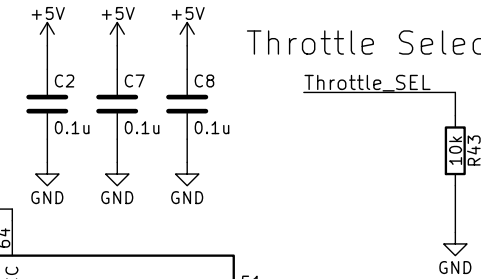 +5V +5V +5V
Throttle Selec
C2 C7 C8
Throttle_SEL
0.1u 0.1u 0.1u
10k
R43
GND GND GND
64
C
51
GND